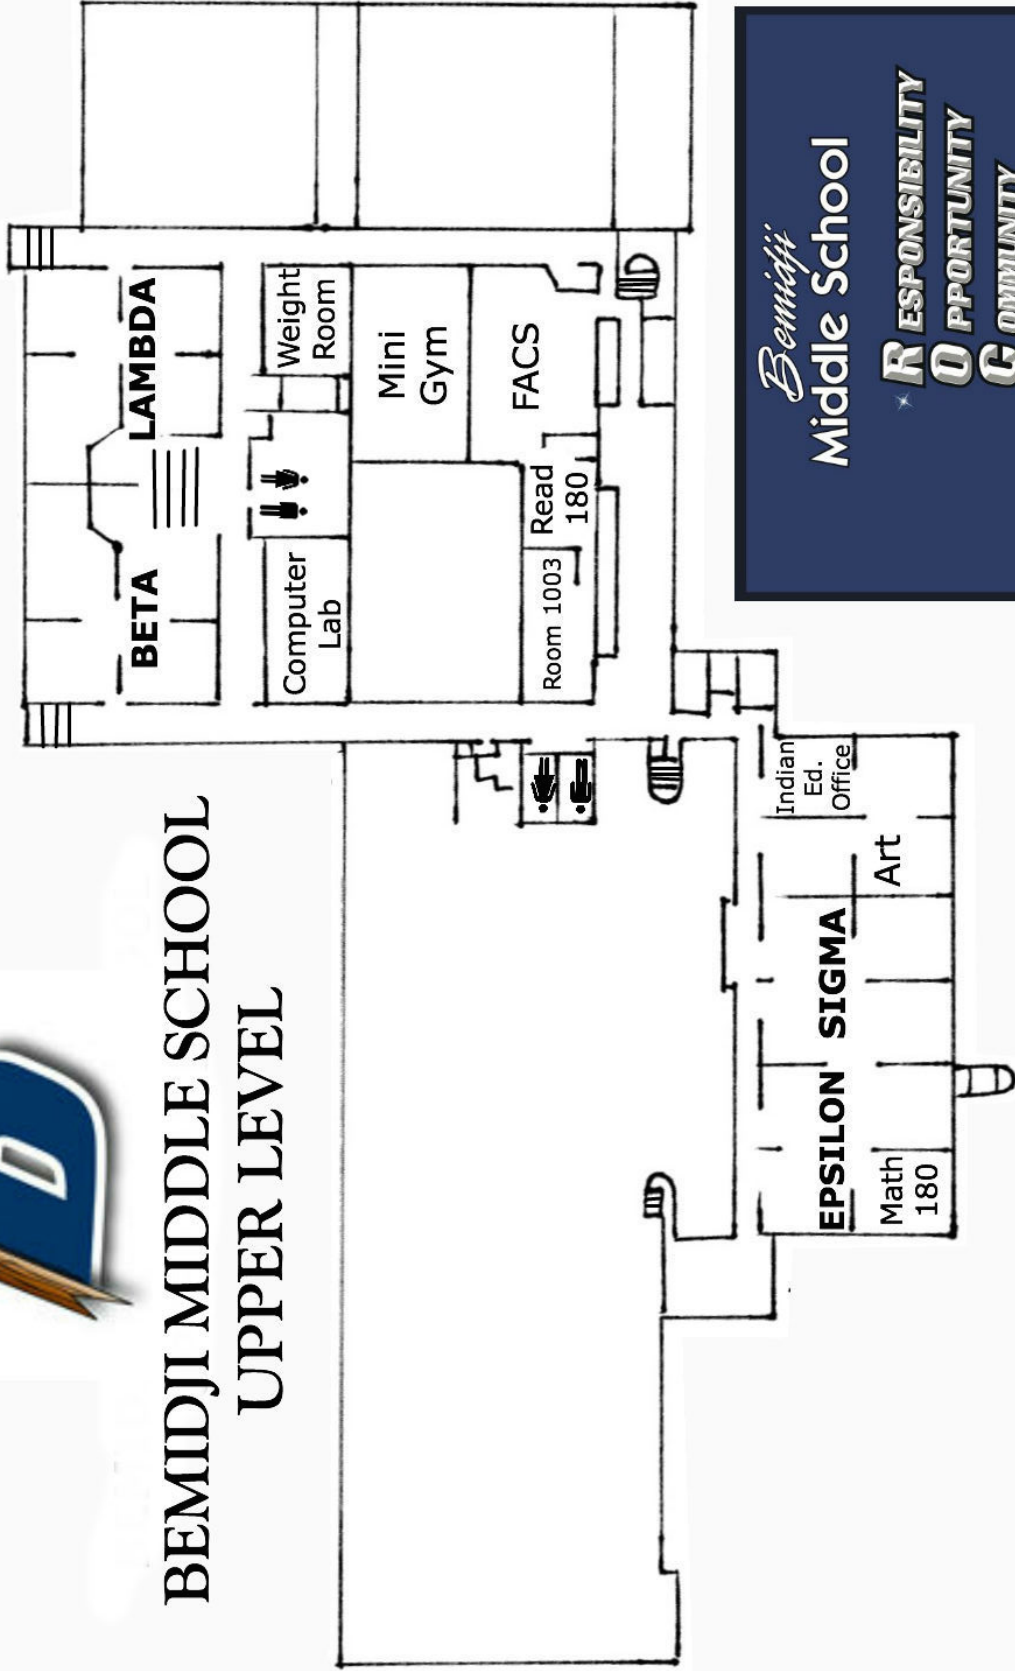 D
BEMIDJI MIDDLE SCHOOL
UPPER LEVEL
BETA
LAMBDA
Computer
Lab
Weight
Room
Mini
Gym
FACS
Read
180
Room 1003
Indian
Ed.
Office
Art
EPSILON SIGMA
Math
180
Bemidji
Middle School
RESPONSIBILITY
OPPORTUNITY
COMMUNITY